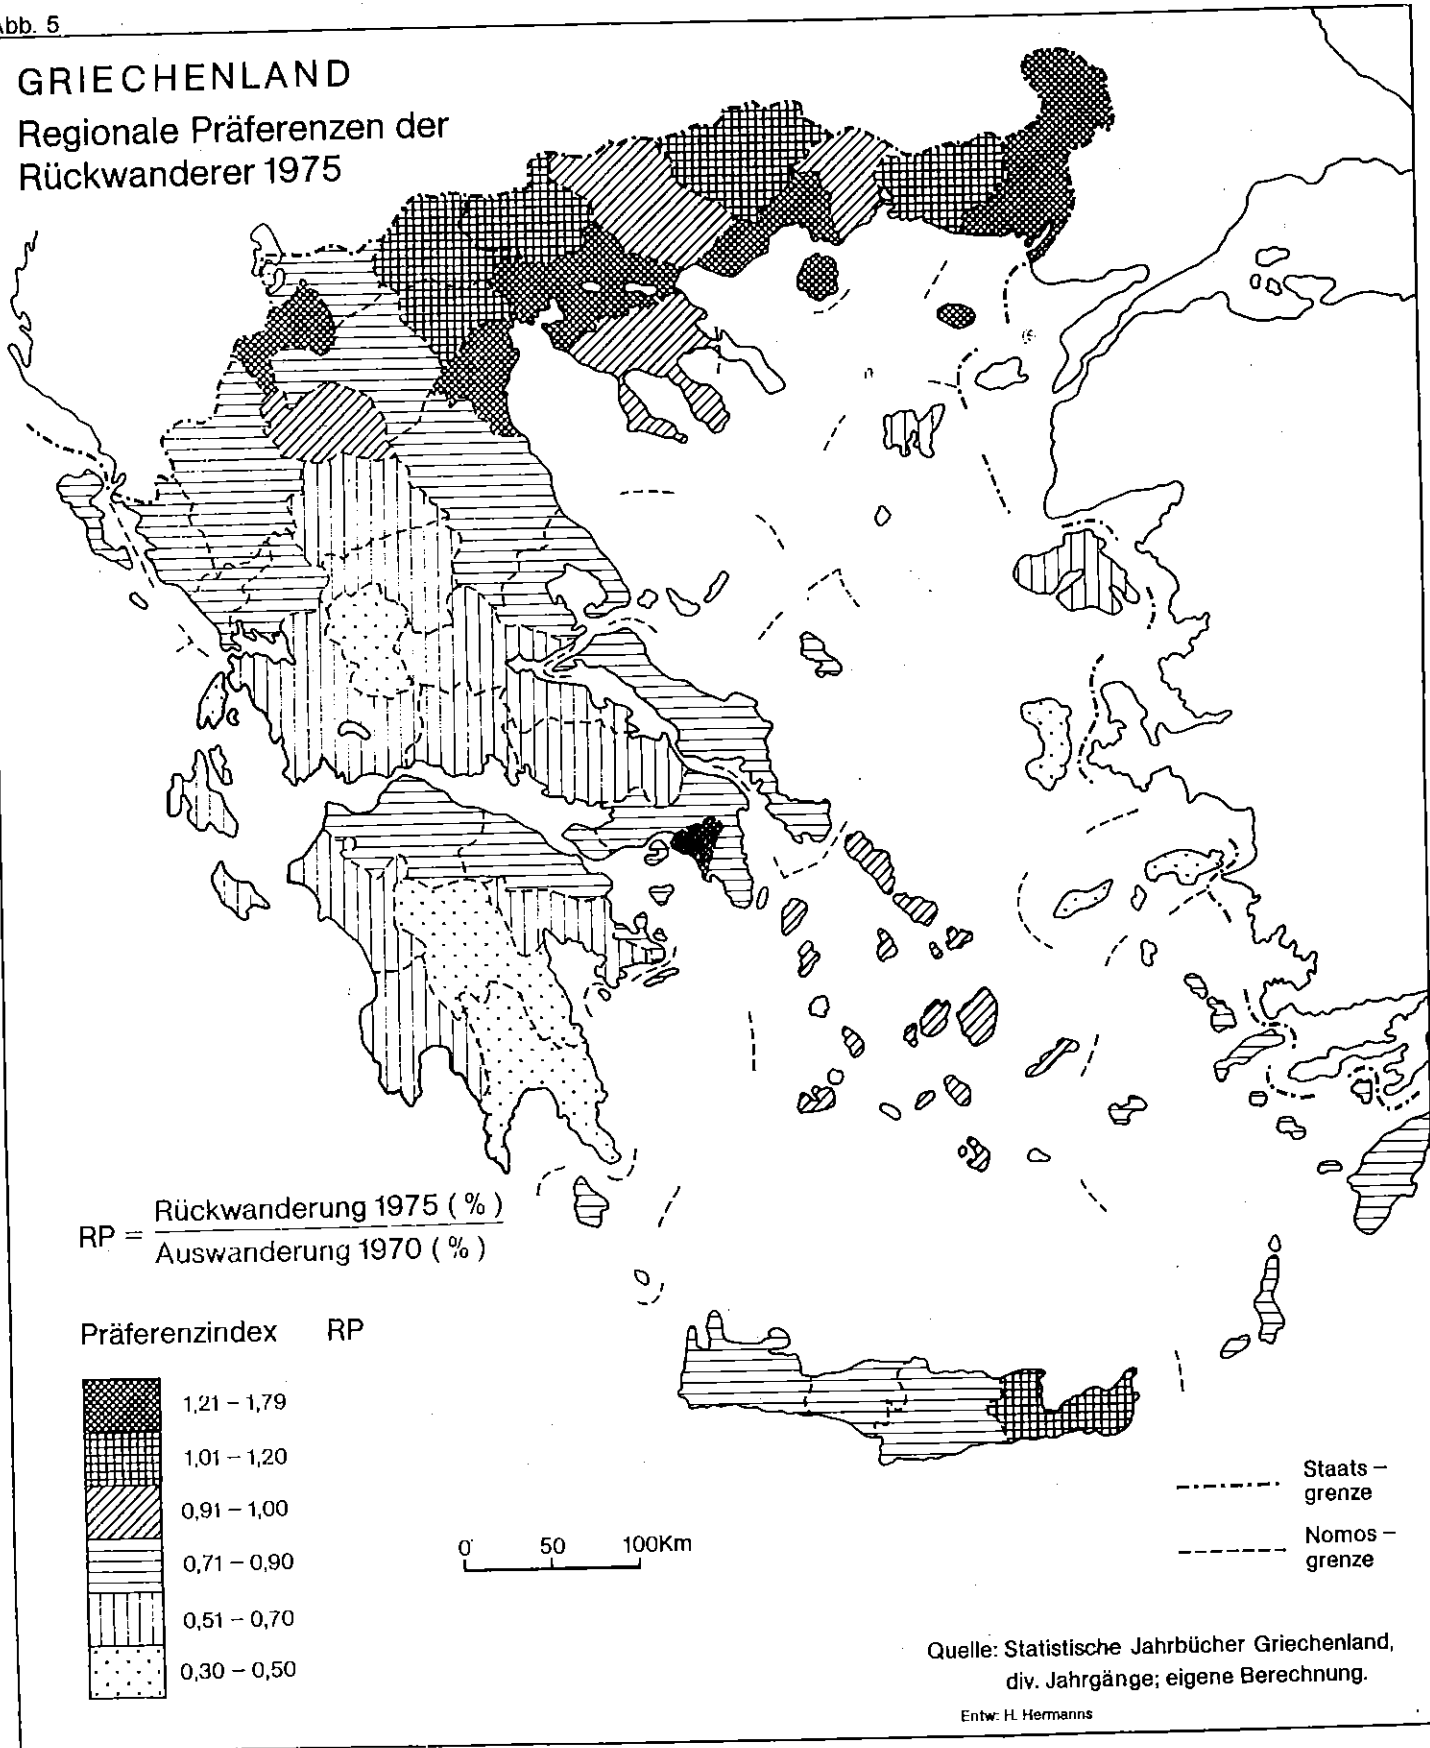 Abb. 5
GRIECHENLAND
Regionale Präferenzen der
Rückwanderer 1975
RP = Rückwanderung 1975 ( % )
Auswanderung 1970 ( % )
Präferenzindex RP
1,21 – 1,79
1,01 – 1,20
0,91 – 1,00
0,71 – 0,90
0,51 – 0,70
0,30 – 0,50
0 50 100Km
Staats –
grenze
Nomos –
grenze
Quelle: Statistische Jahrbücher Griechenland,
div. Jahrgänge; eigene Berechnung.
Entw: H. Hermanns